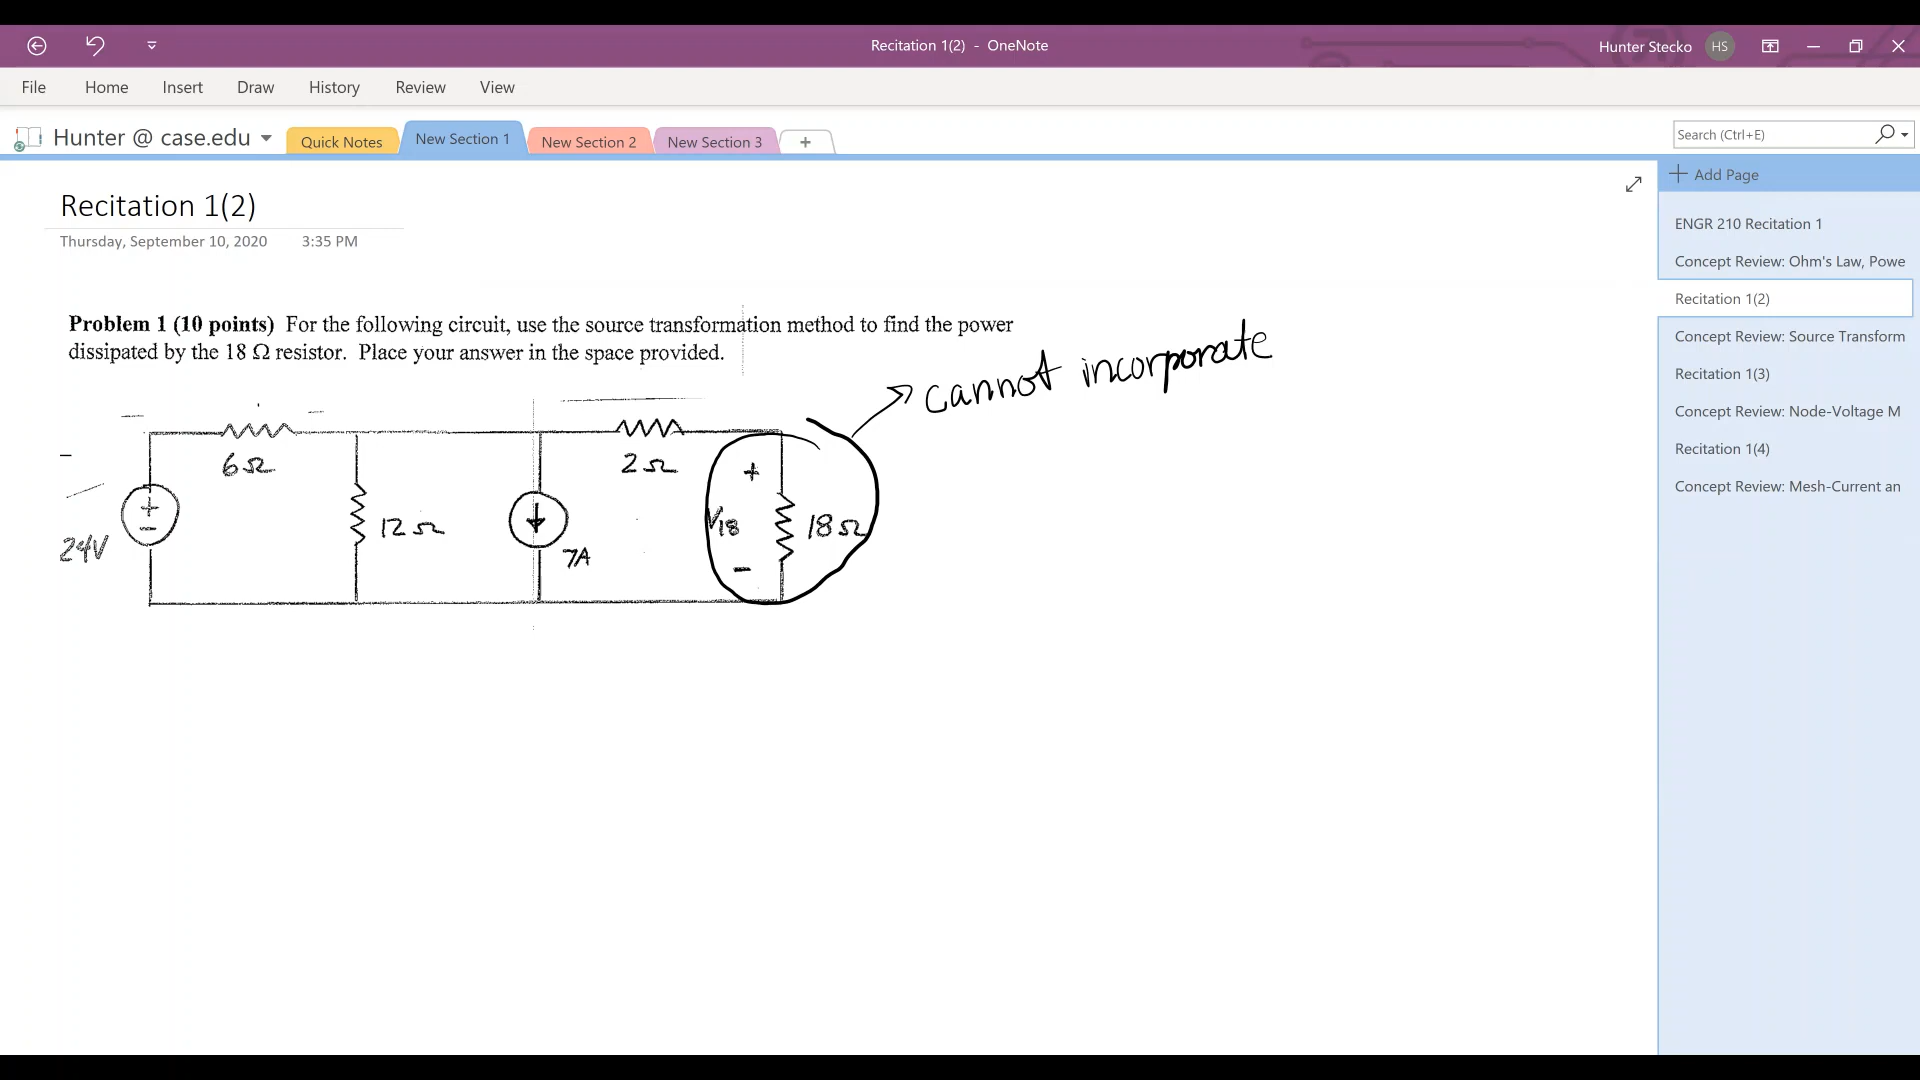 Recitation 1(2) - OneNote
Hunter Stecko HS
File Home Insert Draw History Review View
Hunter @ case.edu Quick Notes New Section 1 New Section 2 New Section 3 +
Search (Ctrl+E)
Add Page
ENGR 210 Recitation 1
Concept Review: Ohm's Law, Powe
Recitation 1(2)
Concept Review: Source Transform
Recitation 1(3)
Concept Review: Node-Voltage M
Recitation 1(4)
Concept Review: Mesh-Current an
Recitation 1(2)
Thursday, September 10, 2020 3:35 PM
Problem 1 (10 points) For the following circuit, use the source transformation method to find the power
dissipated by the 18 Ω resistor. Place your answer in the space provided.
cannot incorporate
6Ω
2Ω
+
+
-
24V
12Ω
7A
V18
18Ω
-